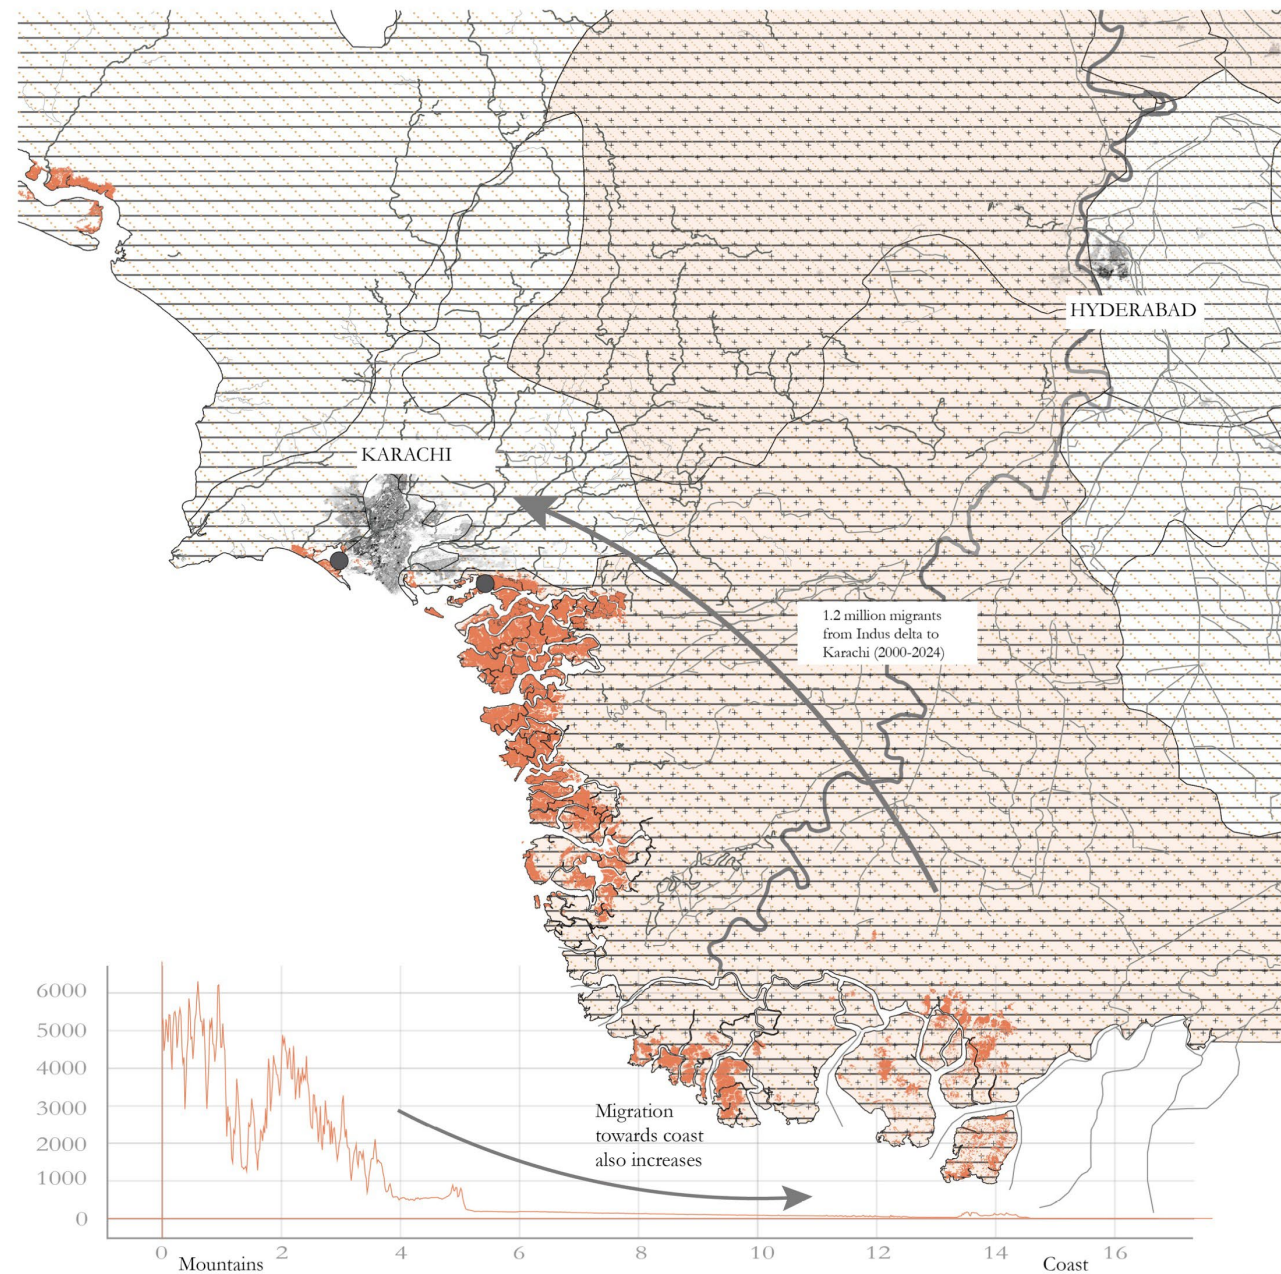 HYDERABAD
KARACHI
1.2 million migrants
from Indus delta to
Karachi (2000-2024)
6000
5000
4000
3000
2000
1000
0
Migration
towards coast
also increases
0 2 4 6 8 10 12 14 16
Mountains Coast